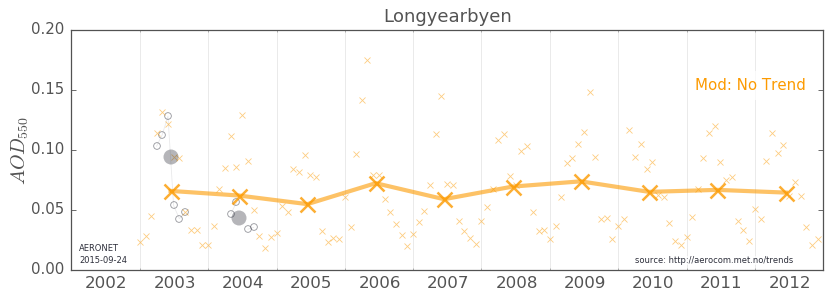 Longyearbyen
0.20
0.15
0.10
0.05
0.00
AOD550
Mod: No Trend
AERONET
2015-09-24
source: http://aerocom.met.no/trends
2002 2003 2004 2005 2006 2007 2008 2009 2010 2011 2012